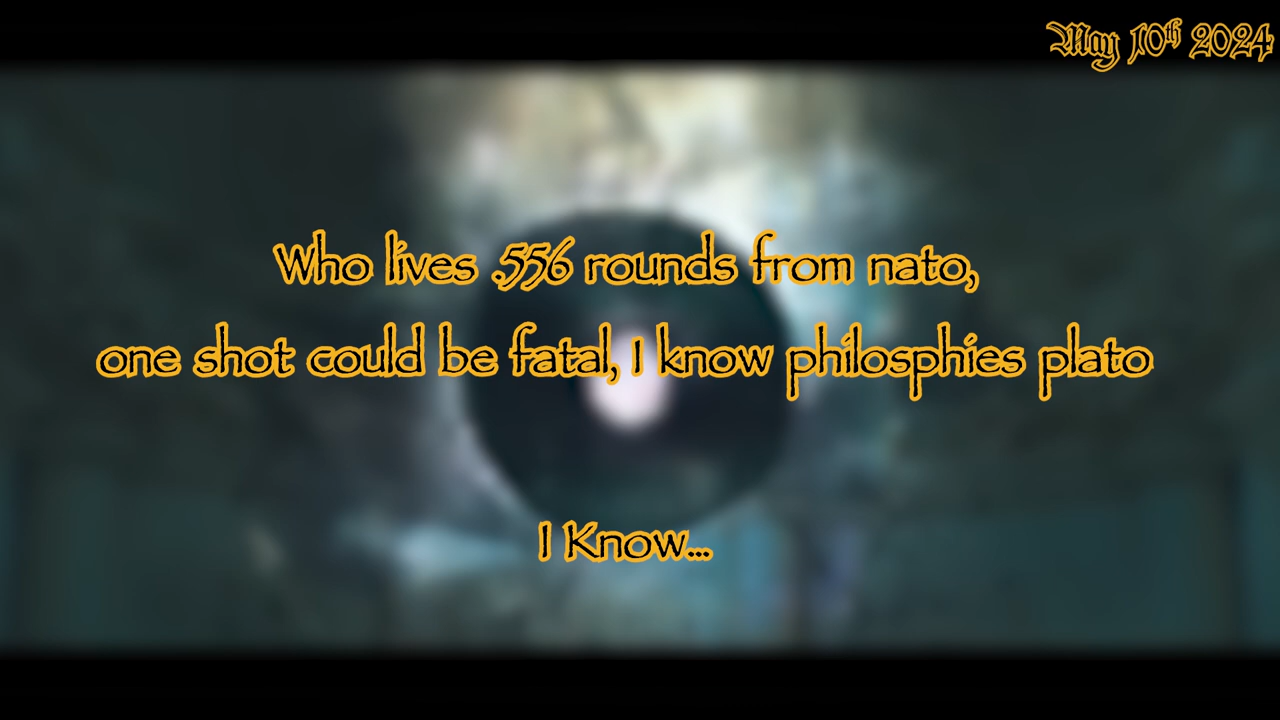 May 10th 2024
Who lives .556 rounds from nato,
one shot could be fatal, I know philosphies plato
I Know...